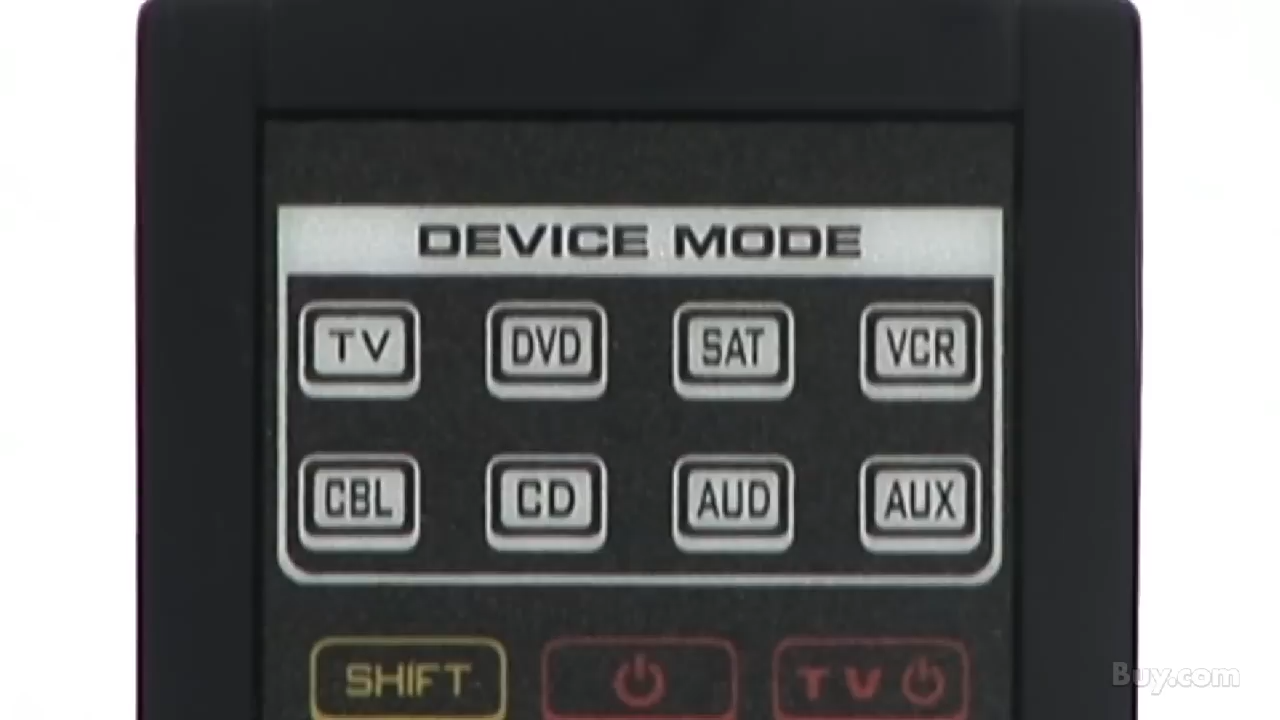 DEVICE MODE
TV DVD SAT VCR
CBL CD AUD AUX
SHIFT TV
Buy.com